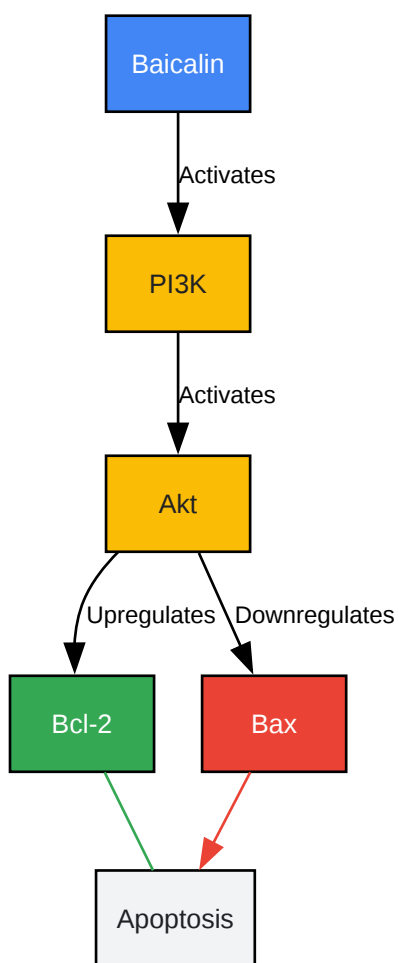 Baicalin
Activates
PI3K
Activates
Akt
Upregulates
Downregulates
Bcl-2
Bax
Apoptosis